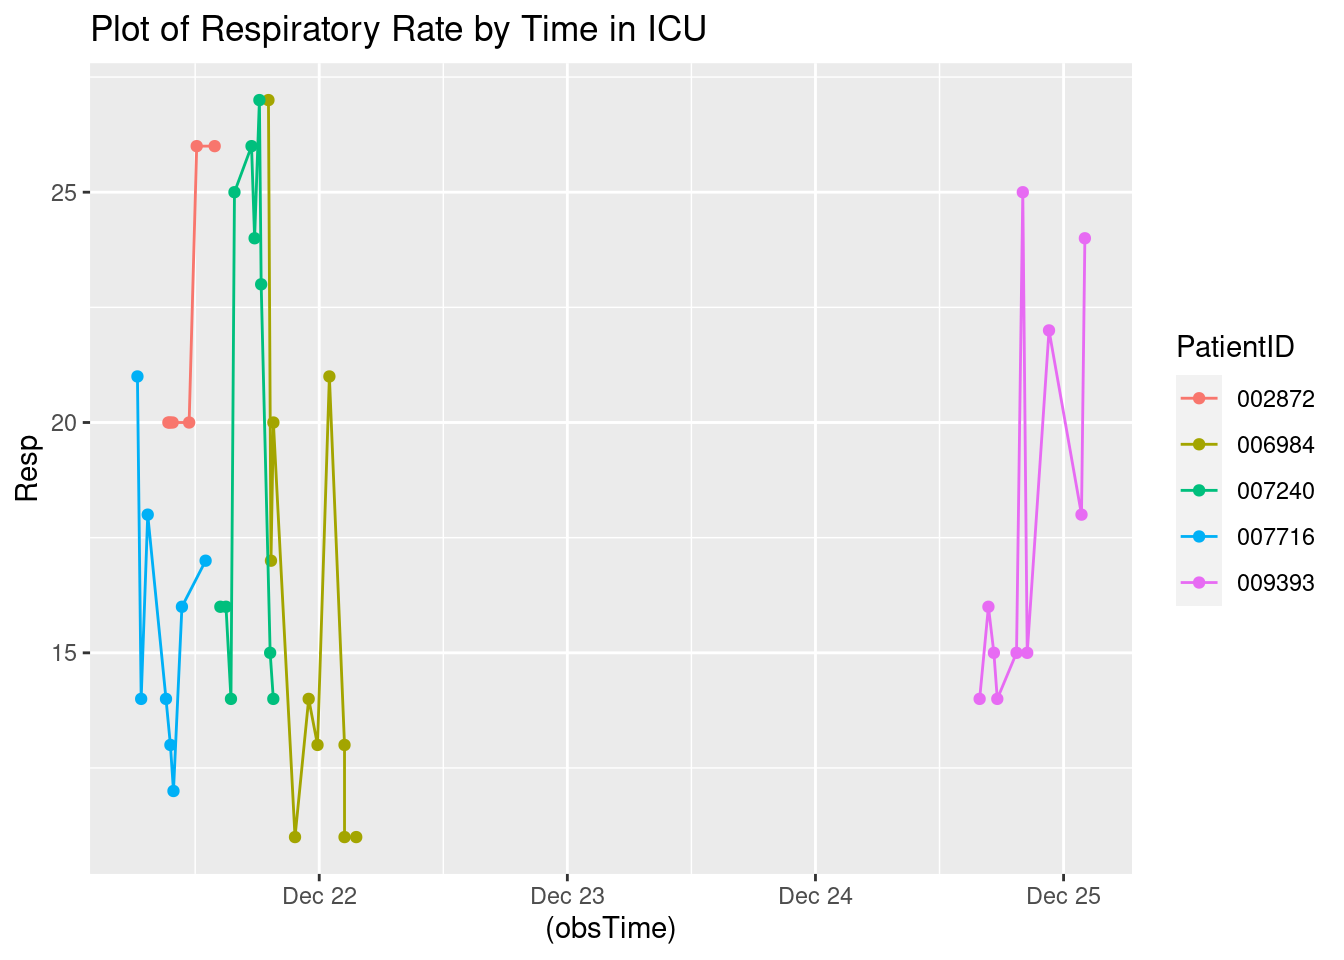 Plot of Respiratory Rate by Time in ICU
Resp
25
20
15
Dec 22
Dec 23
Dec 24
Dec 25
(obsTime)
PatientID
002872
006984
007240
007716
009393